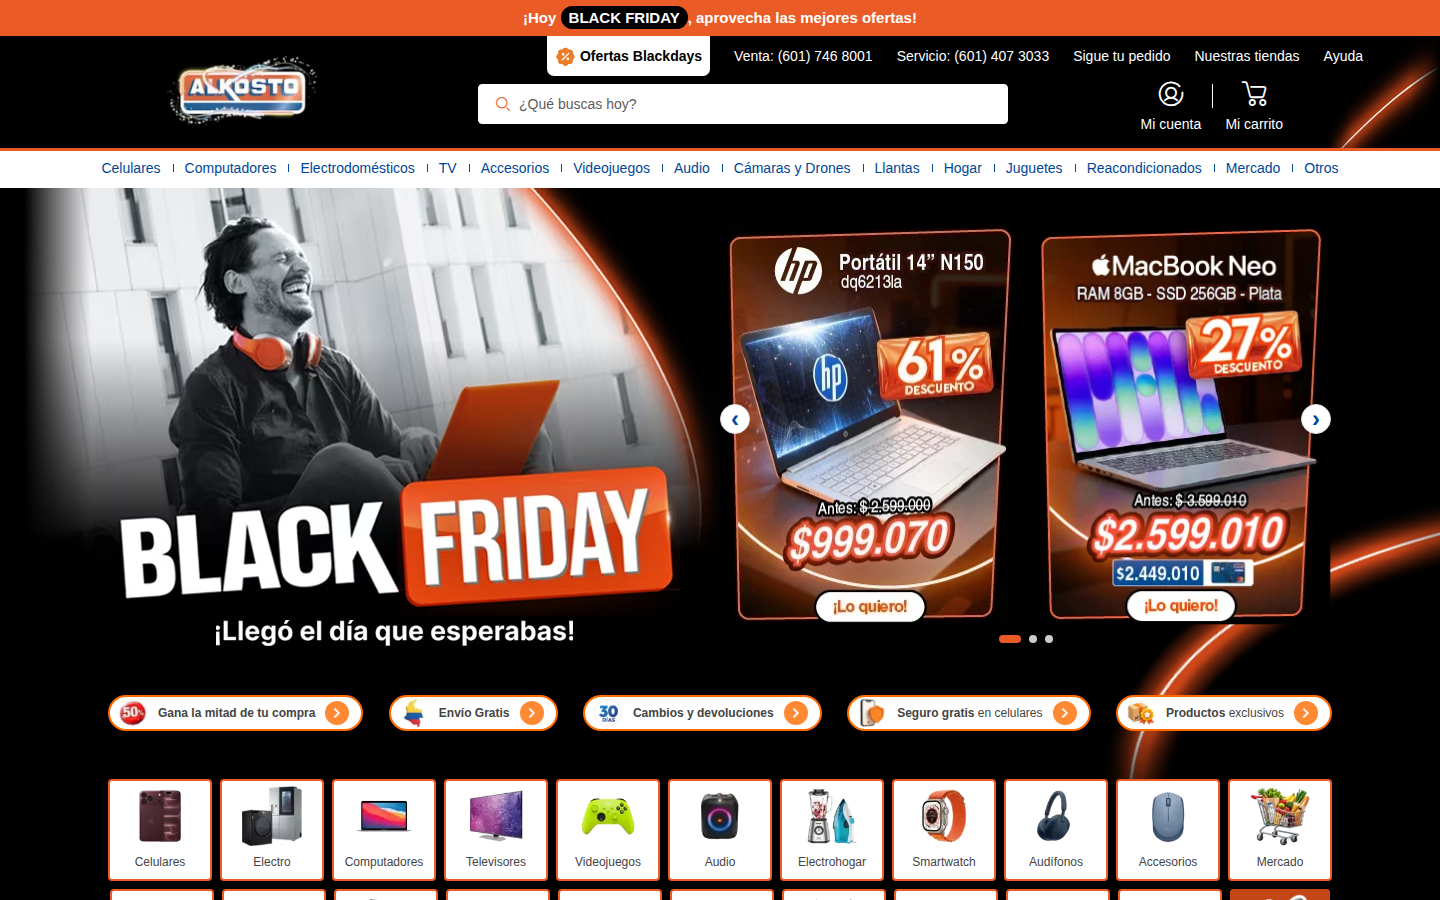 ¡Hoy BLACK FRIDAY, aprovecha las mejores ofertas!
Ofertas Blackdays
Venta: (601) 746 8001
Servicio: (601) 407 3033
Sigue tu pedido
Nuestras tiendas
Ayuda
ALKOSTO
¿Qué buscas hoy?
Mi cuenta
Mi carrito
Celulares
Computadores
Electrodomésticos
TV
Accesorios
Videojuegos
Audio
Cámaras y Drones
Llantas
Hogar
Juguetes
Reacondicionados
Mercado
Otros
BLACK FRIDAY
¡Llegó el día que esperabas!
hp
Portátil 14” N150
dq6213la
hp
61%
DESCUENTO
Antes: $ 2.599.000
$999.070
¡Lo quiero!
MacBook Neo
RAM 8GB - SSD 256GB - Plata
27%
DESCUENTO
Antes: $ 3.599.010
$2.599.010
$2.449.010
¡Lo quiero!
50%
Gana la mitad de tu compra
Envío Gratis
30
DÍAS
Cambios y devoluciones
Seguro gratis en celulares
Productos exclusivos
Celulares
Electro
Computadores
Televisores
Videojuegos
Audio
Electrohogar
Smartwatch
Audífonos
Accesorios
Mercado